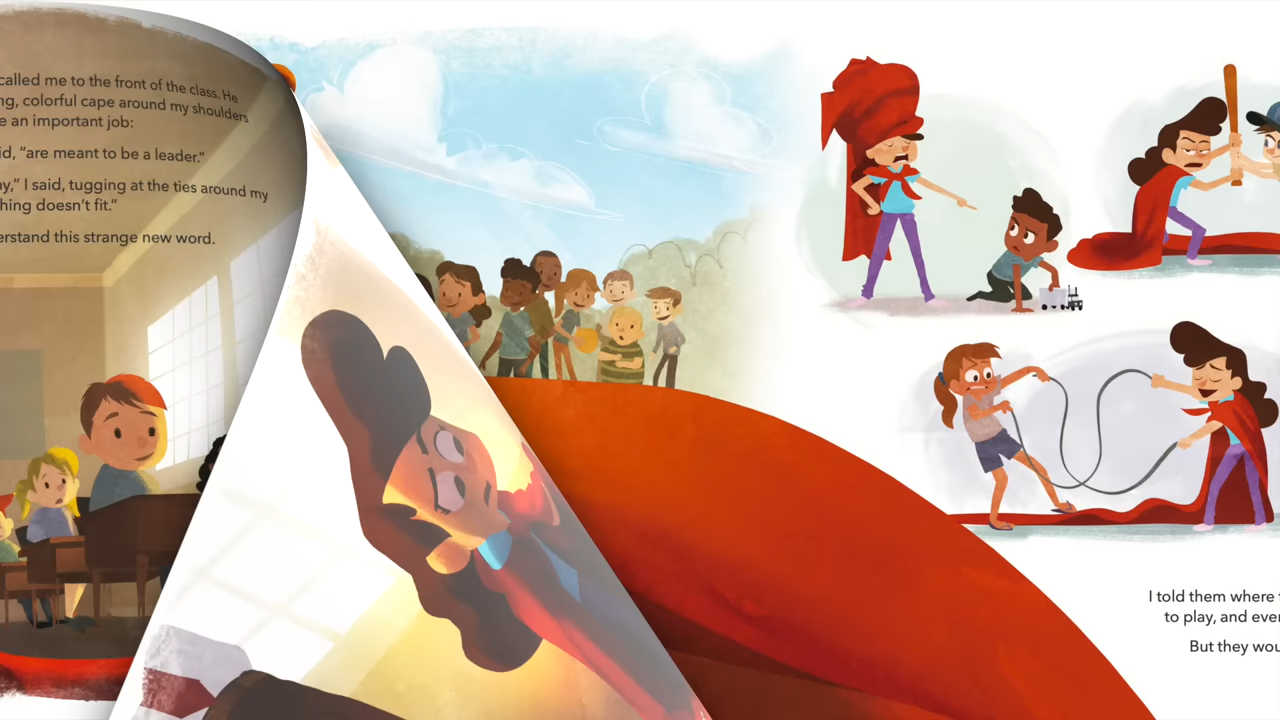 called me to the front of the class. He
ng, colorful cape around my shoulders
e an important job:
id, “are meant to be a leader.”
ny,” I said, tugging at the ties around my
hing doesn’t fit.”
erstand this strange new word.
I told them where
to play, and ever
But they wou